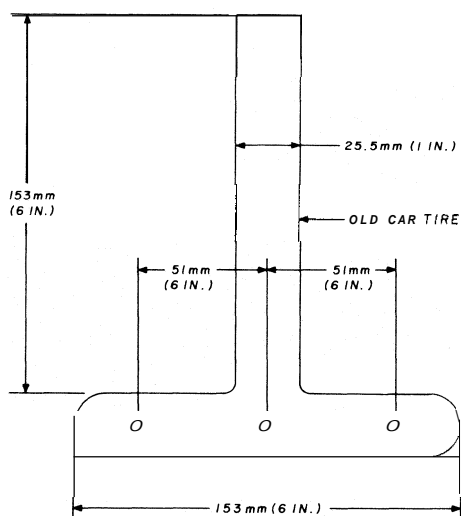 25.5mm (1 IN.)
153mm
(6 IN.)
OLD CAR TIRE
51mm
(6 IN.)
51mm
(6 IN.)
O O O
153mm (6 IN.)